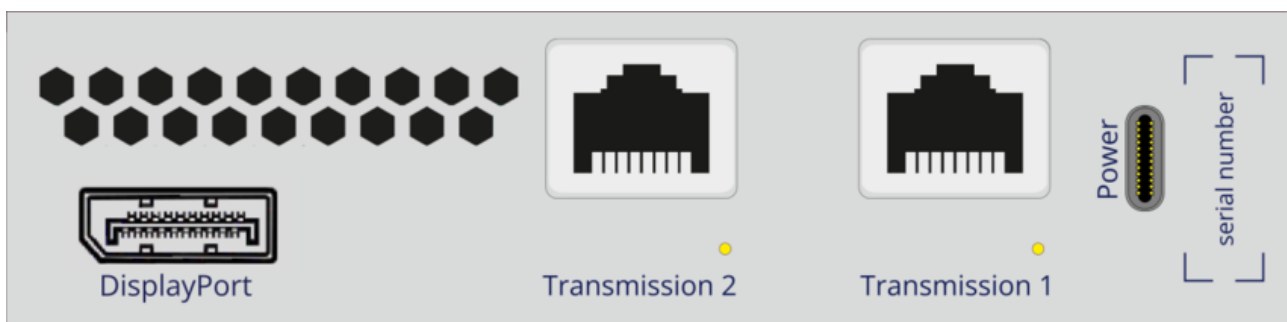 DisplayPort
Transmission 2
Transmission 1
Power
serial number